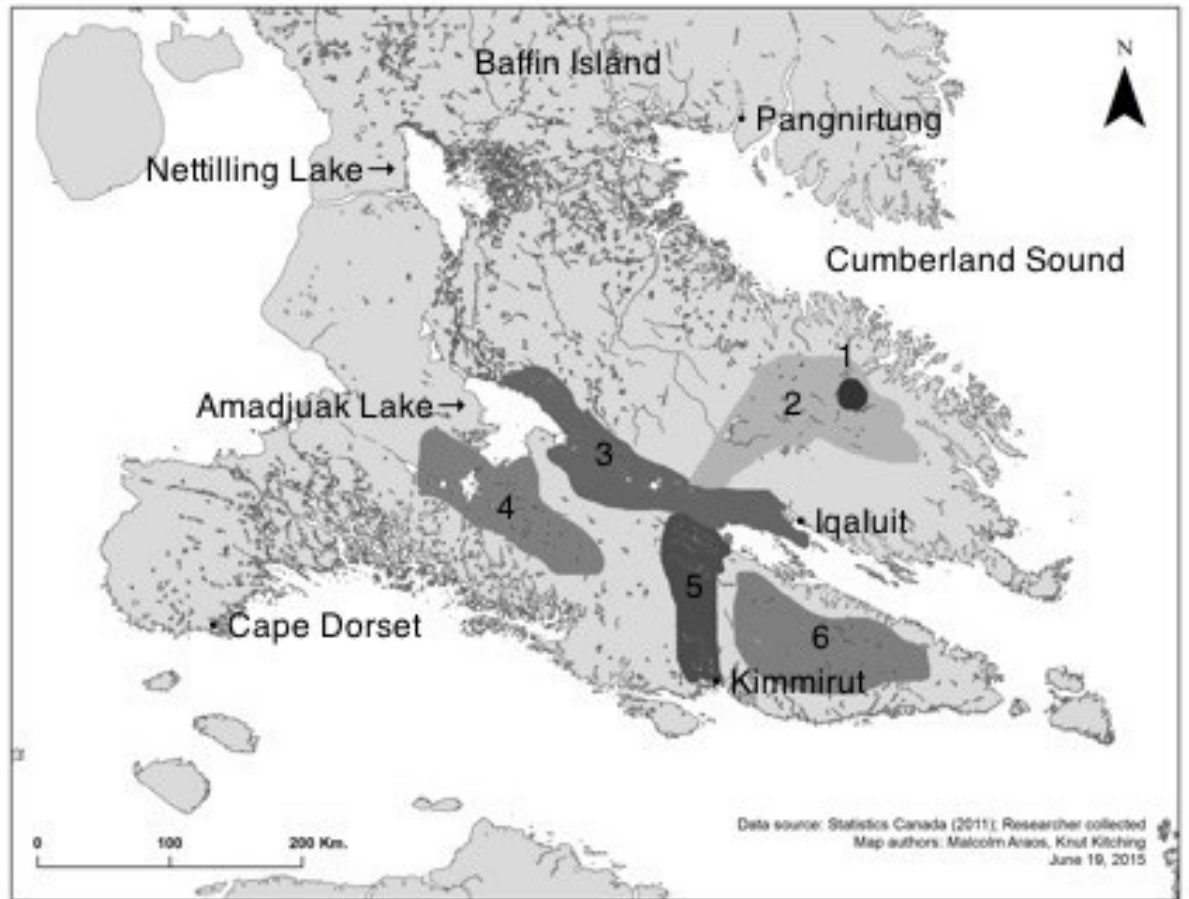 Baffin Island
N
Pangnirtung
Nettilling Lake
Cumberland Sound
1
2
Amadjuak Lake
3
4
Iqaluit
5
Cape Dorset
6
Kimmirut
0 100 200 Km.
Data source: Statistics Canada (2011); Researcher collected
Map authors: Malcolm Araos, Knut Kitching
June 19, 2015